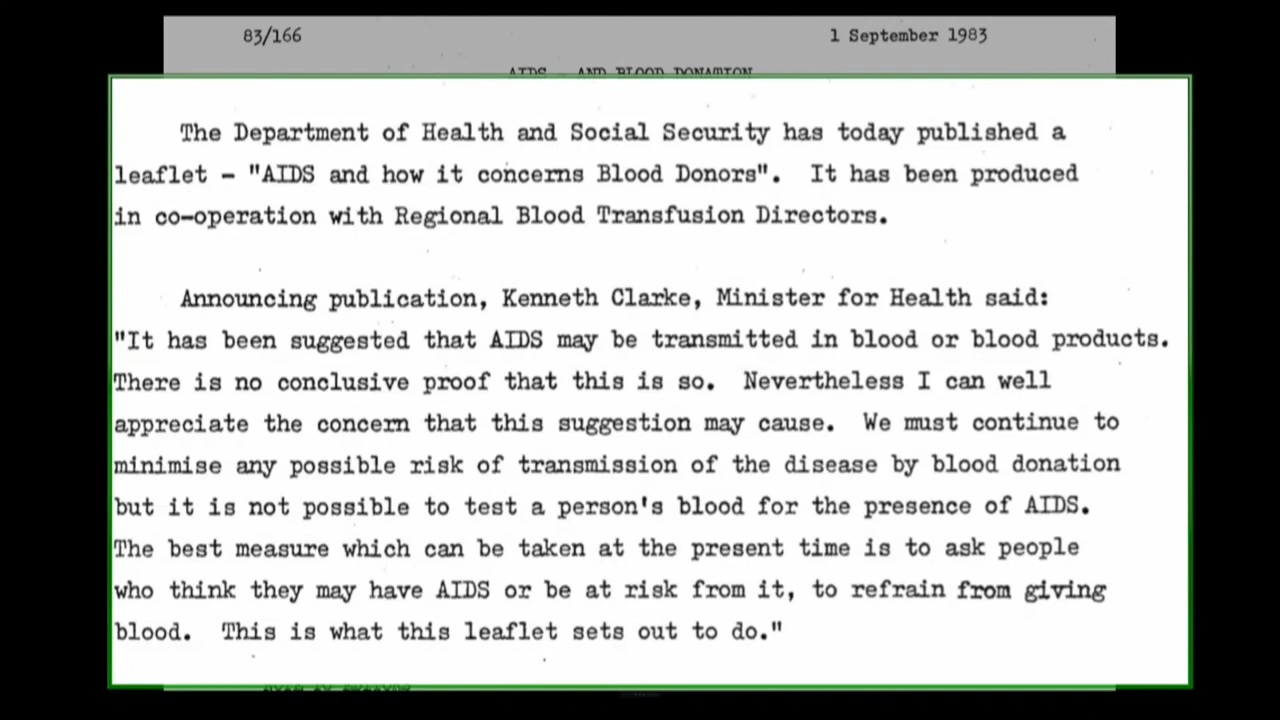 83/166 1 September 1983
AIDS - AND BLOOD DONATION
The Department of Health and Social Security has today published a
leaflet - "AIDS and how it concerns Blood Donors". It has been produced
in co-operation with Regional Blood Transfusion Directors.
Announcing publication, Kenneth Clarke, Minister for Health said:
"It has been suggested that AIDS may be transmitted in blood or blood products.
There is no conclusive proof that this is so. Nevertheless I can well
appreciate the concern that this suggestion may cause. We must continue to
minimise any possible risk of transmission of the disease by blood donation
but it is not possible to test a person's blood for the presence of AIDS.
The best measure which can be taken at the present time is to ask people
who think they may have AIDS or be at risk from it, to refrain from giving
blood. This is what this leaflet sets out to do."